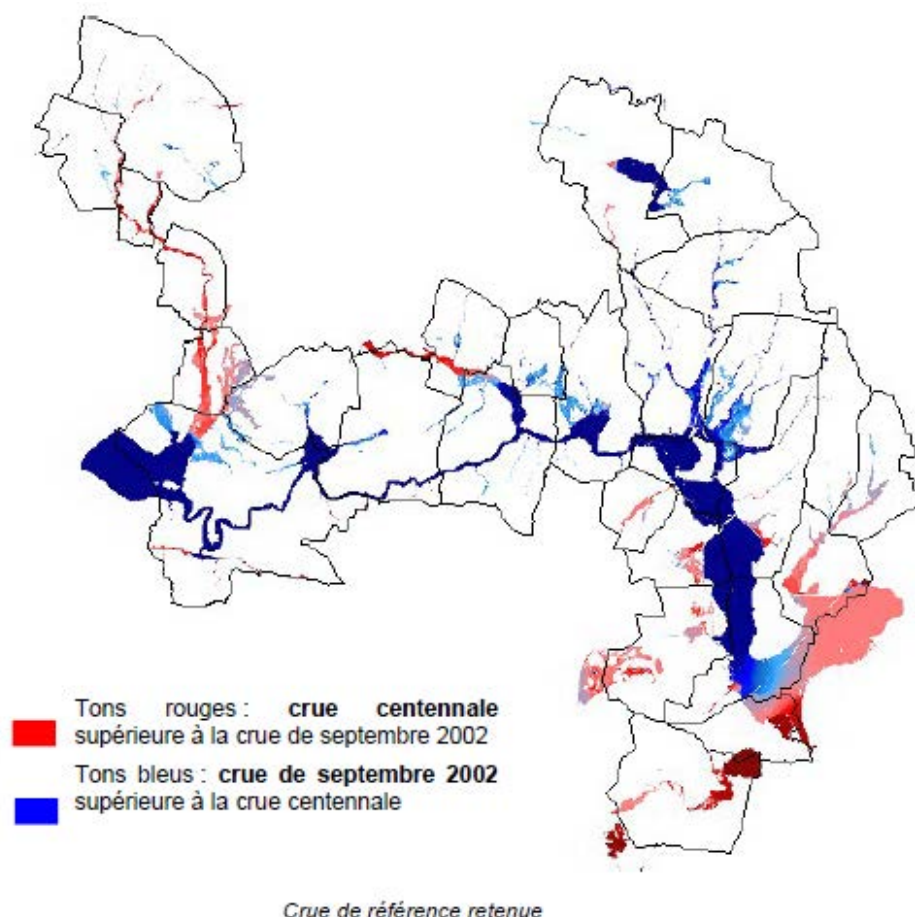 Tons rouges : crue centennale
supérieure à la crue de septembre 2002
Tons bleus : crue de septembre 2002
supérieure à la crue centennale
Crue de référence retenue